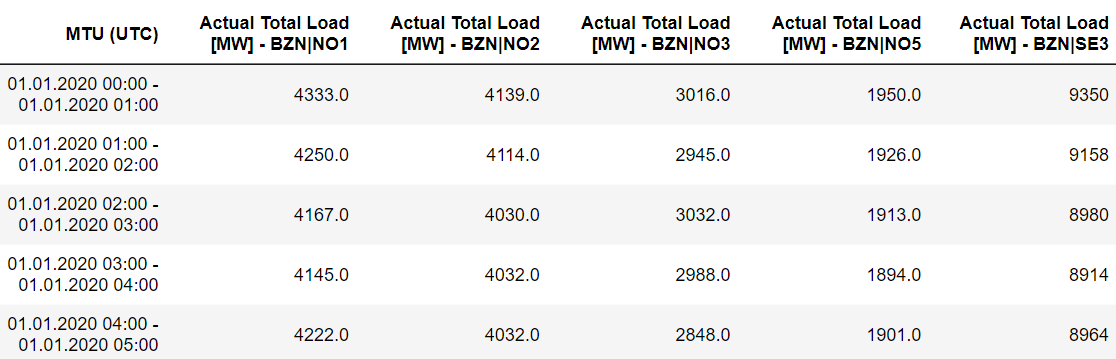 MTU (UTC) Actual Total Load [MW] - BZN|NO1 Actual Total Load [MW] - BZN|NO2 Actual Total Load [MW] - BZN|NO3 Actual Total Load [MW] - BZN|NO5 Actual Total Load [MW] - BZN|SE3
01.01.2020 00:00 - 01.01.2020 01:00 4333.0 4139.0 3016.0 1950.0 9350
01.01.2020 01:00 - 01.01.2020 02:00 4250.0 4114.0 2945.0 1926.0 9158
01.01.2020 02:00 - 01.01.2020 03:00 4167.0 4030.0 3032.0 1913.0 8980
01.01.2020 03:00 - 01.01.2020 04:00 4145.0 4032.0 2988.0 1894.0 8914
01.01.2020 04:00 - 01.01.2020 05:00 4222.0 4032.0 2848.0 1901.0 8964